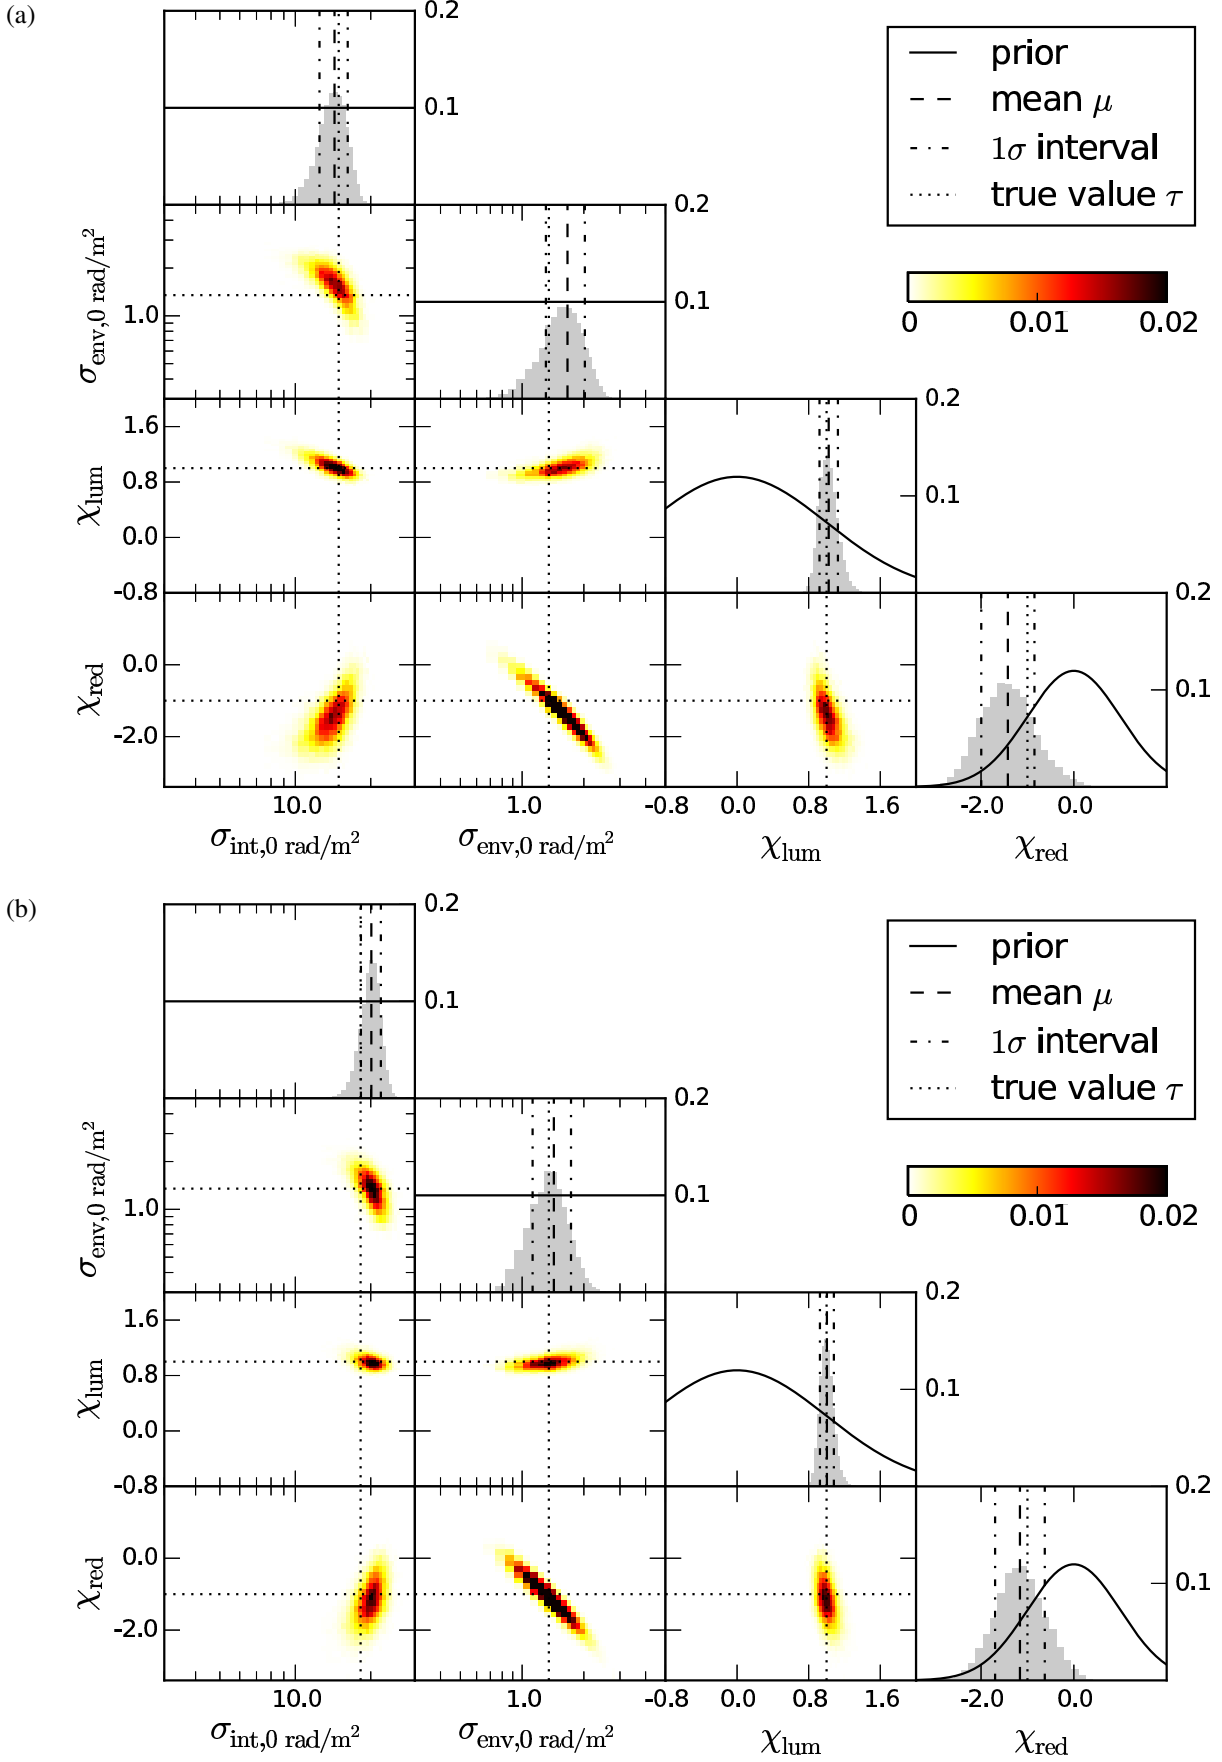 (a)
0.2
0.1
prior
mean μ
1σ interval
true value τ
σenv,0 rad/m²
1.0
0.2
0.1
0 0.01 0.02
χlum
1.6
0.8
0.0
-0.8
0.2
0.1
χred
0.0
-2.0
0.2
0.1
10.0 1.0 -0.8 0.0 0.8 1.6 -2.0 0.0
σint,0 rad/m² σenv,0 rad/m² χlum χred
(b)
0.2
0.1
prior
mean μ
1σ interval
true value τ
σenv,0 rad/m²
1.0
0.2
0.1
0 0.01 0.02
χlum
1.6
0.8
0.0
-0.8
0.2
0.1
χred
0.0
-2.0
0.2
0.1
10.0 1.0 -0.8 0.0 0.8 1.6 -2.0 0.0
σint,0 rad/m² σenv,0 rad/m² χlum χred